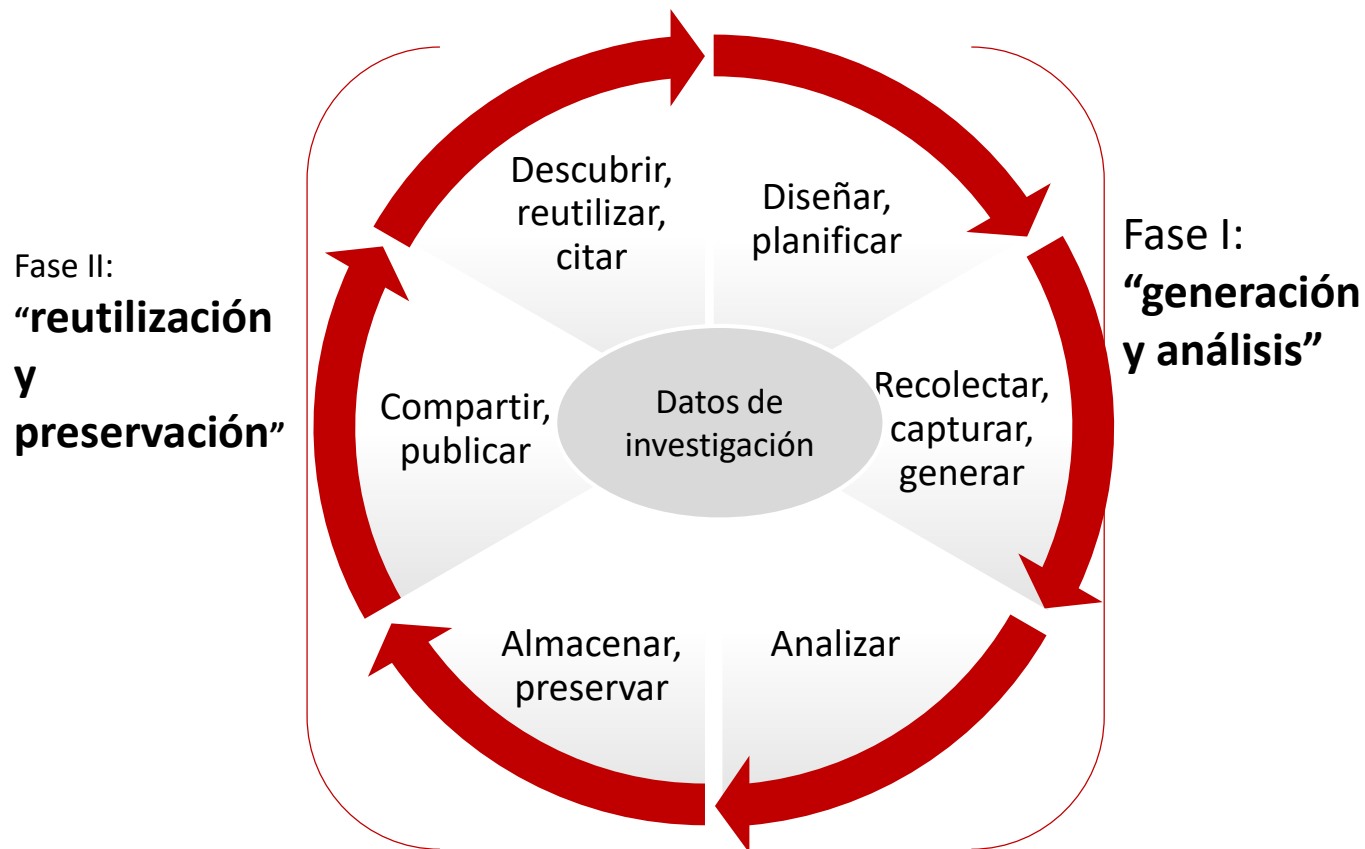 Descubrir,
reutilizar,
citar
Diseñar,
planificar
Fase I:
“generación
y análisis”
Fase II:
“reutilización
y
preservación”
Compartir,
publicar
Datos de
investigación
Recolectar,
capturar,
generar
Almacenar,
preservar
Analizar